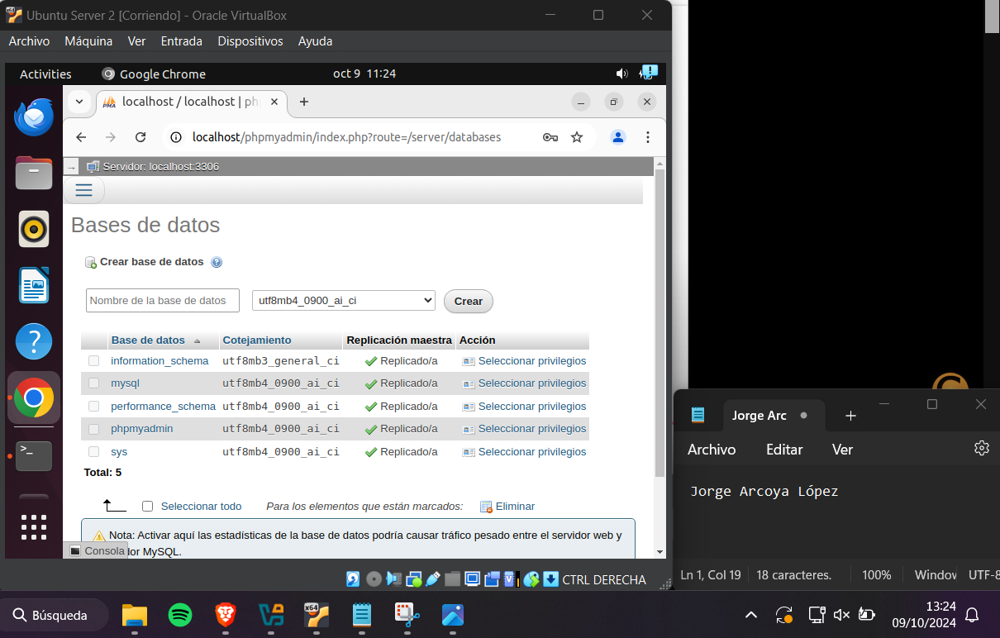 Ubuntu Server 2 [Corriendo] - Oracle VirtualBox
Archivo Máquina Ver Entrada Dispositivos Ayuda
Activities Google Chrome oct 9 11:24
localhost / localhost | ph
PMA
localhost/phpmyadmin/index.php?route=/server/databases
Servidor: localhost:3306
Bases de datos
Crear base de datos
Nombre de la base de datos utf8mb4_0900_ai_ci Crear
Base de datos Cotejamiento Replicación maestra Acción
information_schema utf8mb3_general_ci Replicado/a Seleccionar privilegios
mysql utf8mb4_0900_ai_ci Replicado/a Seleccionar privilegios
performance_schema utf8mb4_0900_ai_ci Replicado/a Seleccionar privilegios
phpmyadmin utf8mb4_0900_ai_ci Replicado/a Seleccionar privilegios
sys utf8mb4_0900_ai_ci Replicado/a Seleccionar privilegios
Total: 5
Seleccionar todo Para los elementos que están marcados: Eliminar
Nota: Activar aquí las estadísticas de la base de datos podría causar tráfico pesado entre el servidor web y
dor MySQL.
Consola
CTRL DERECHA
Jorge Arc
Archivo Editar Ver
Jorge Arcoya López
Ln 1, Col 19 18 caracteres. 100% Window UTF-8
Búsqueda
x64
13:24
09/10/2024